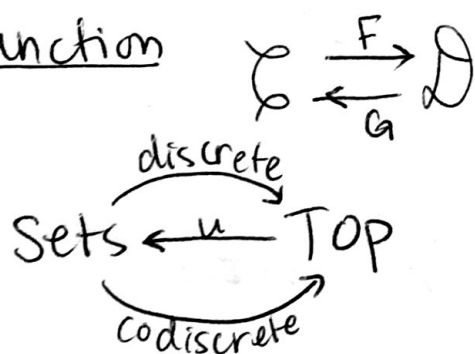 unction
F
C D
G
discrete
Sets u Top
codiscrete